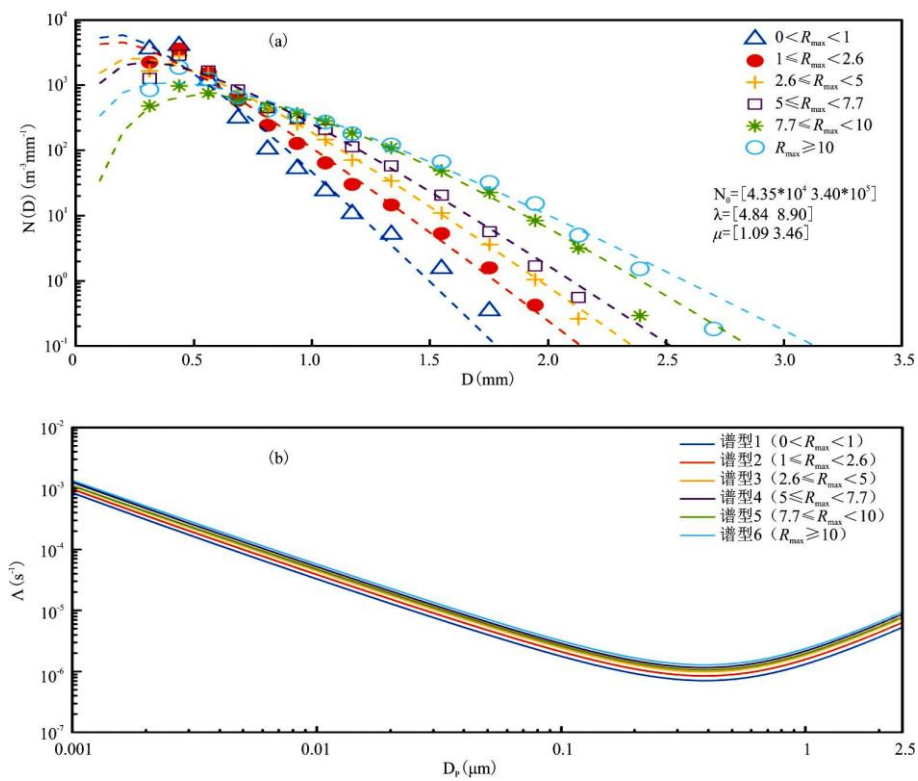 10⁴
10³
10²
10¹
10⁰
10⁻¹
N(D)(m⁻³mm⁻¹)
(a)
0<Rmax<1
1≤Rmax<2.6
2.6≤Rmax<5
5≤Rmax<7.7
7.7≤Rmax<10
Rmax≥10
N₀=[4.35*10⁴ 3.40*10⁵]
λ=[4.84 8.90]
μ=[1.09 3.46]
0 0.5 1.0 1.5 2.0 2.5 3.0 3.5
D(mm)
10⁻²
10⁻³
10⁻⁴
10⁻⁵
10⁻⁶
10⁻⁷
Λ(s⁻¹)
(b)
谱型1(0<Rmax<1)
谱型2(1≤Rmax<2.6)
谱型3(2.6≤Rmax<5)
谱型4(5≤Rmax<7.7)
谱型5(7.7≤Rmax<10)
谱型6(Rmax≥10)
0.001 0.01 0.1 1 2.5
Dₚ(μm)